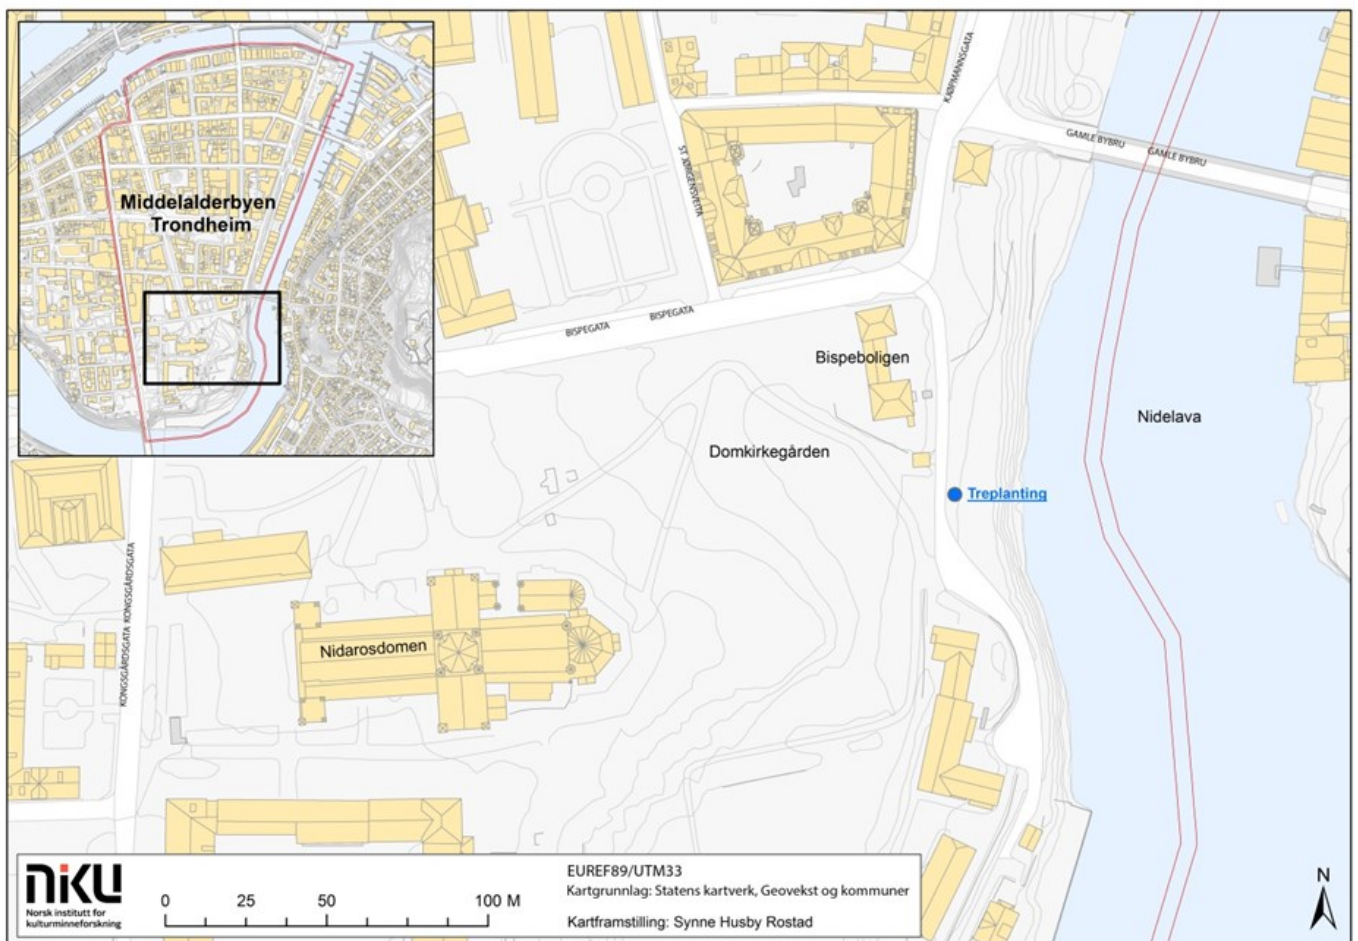 Middelalderbyen
Trondheim
KJØPMANNSGATA
GAMLE BYBRU
GAMLE BYBRU
ST JØRGENSVEITA
BISPEGATA
BISPEGATA
Bispeboligen
Nidelava
Domkirkegården
Treplanting
KONGSGÅRDSGATA
KONGSGÅRDSGATA
Nidarosdomen
niku
Norsk institutt for
kulturminneforskning
0 25 50 100 M
EUREF89/UTM33
Kartgrunnlag: Statens kartverk, Geovekst og kommuner
Kartframstilling: Synne Husby Rostad
N